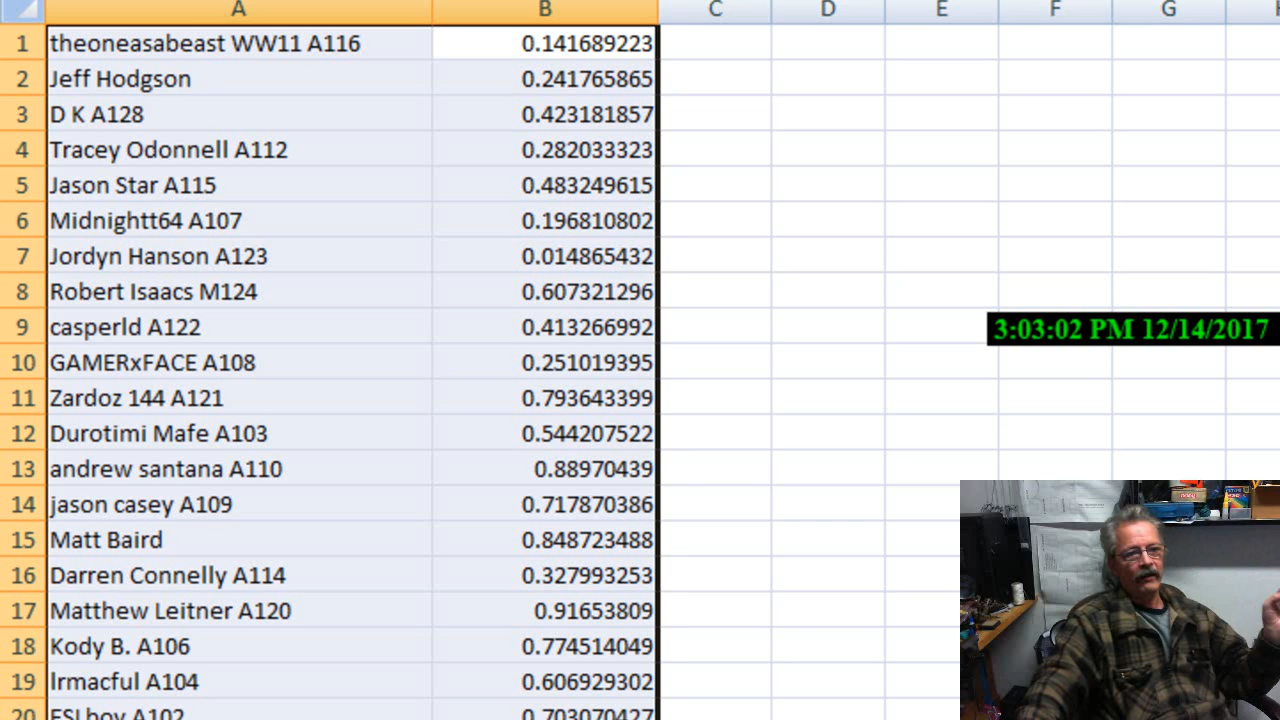 A B C D E F G
1 theoneasabeast WW11 A116 0.141689223
2 Jeff Hodgson 0.241765865
3 D K A128 0.423181857
4 Tracey Odonnell A112 0.282033323
5 Jason Star A115 0.483249615
6 Midnightt64 A107 0.196810802
7 Jordyn Hanson A123 0.014865432
8 Robert Isaacs M124 0.607321296
9 casperld A122 0.413266992
3:03:02 PM 12/14/2017
10 GAMERxFACE A108 0.251019395
11 Zardoz 144 A121 0.793643399
12 Durotimi Mafe A103 0.544207522
13 andrew santana A110 0.88970439
14 jason casey A109 0.717870386
15 Matt Baird 0.848723488
16 Darren Connelly A114 0.327993253
17 Matthew Leitner A120 0.91653809
18 Kody B. A106 0.774514049
19 lrmacful A104 0.606929302
20 A102 0.703070427